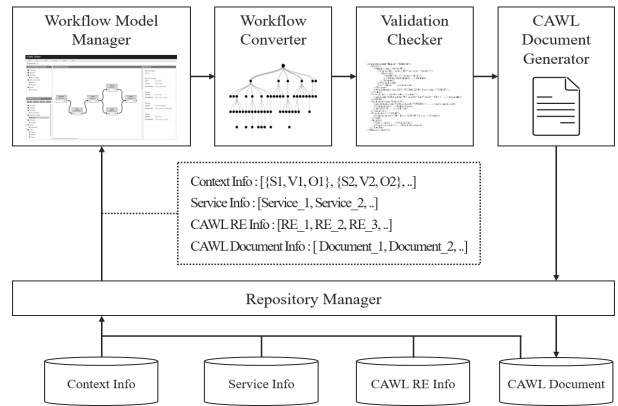 Workflow Model
Manager
Workflow
Converter
Validation
Checker
CAWL
Document
Generator
Context Info : [{S1, V1, O1}, {S2, V2, O2}, ..]
Service Info : [Service_1, Service_2, ..]
CAWL RE Info : [RE_1, RE_2, RE_3, ..]
CAWL Document Info : [ Document_1, Document_2, ..]
Repository Manager
Context Info
Service Info
CAWL RE Info
CAWL Document